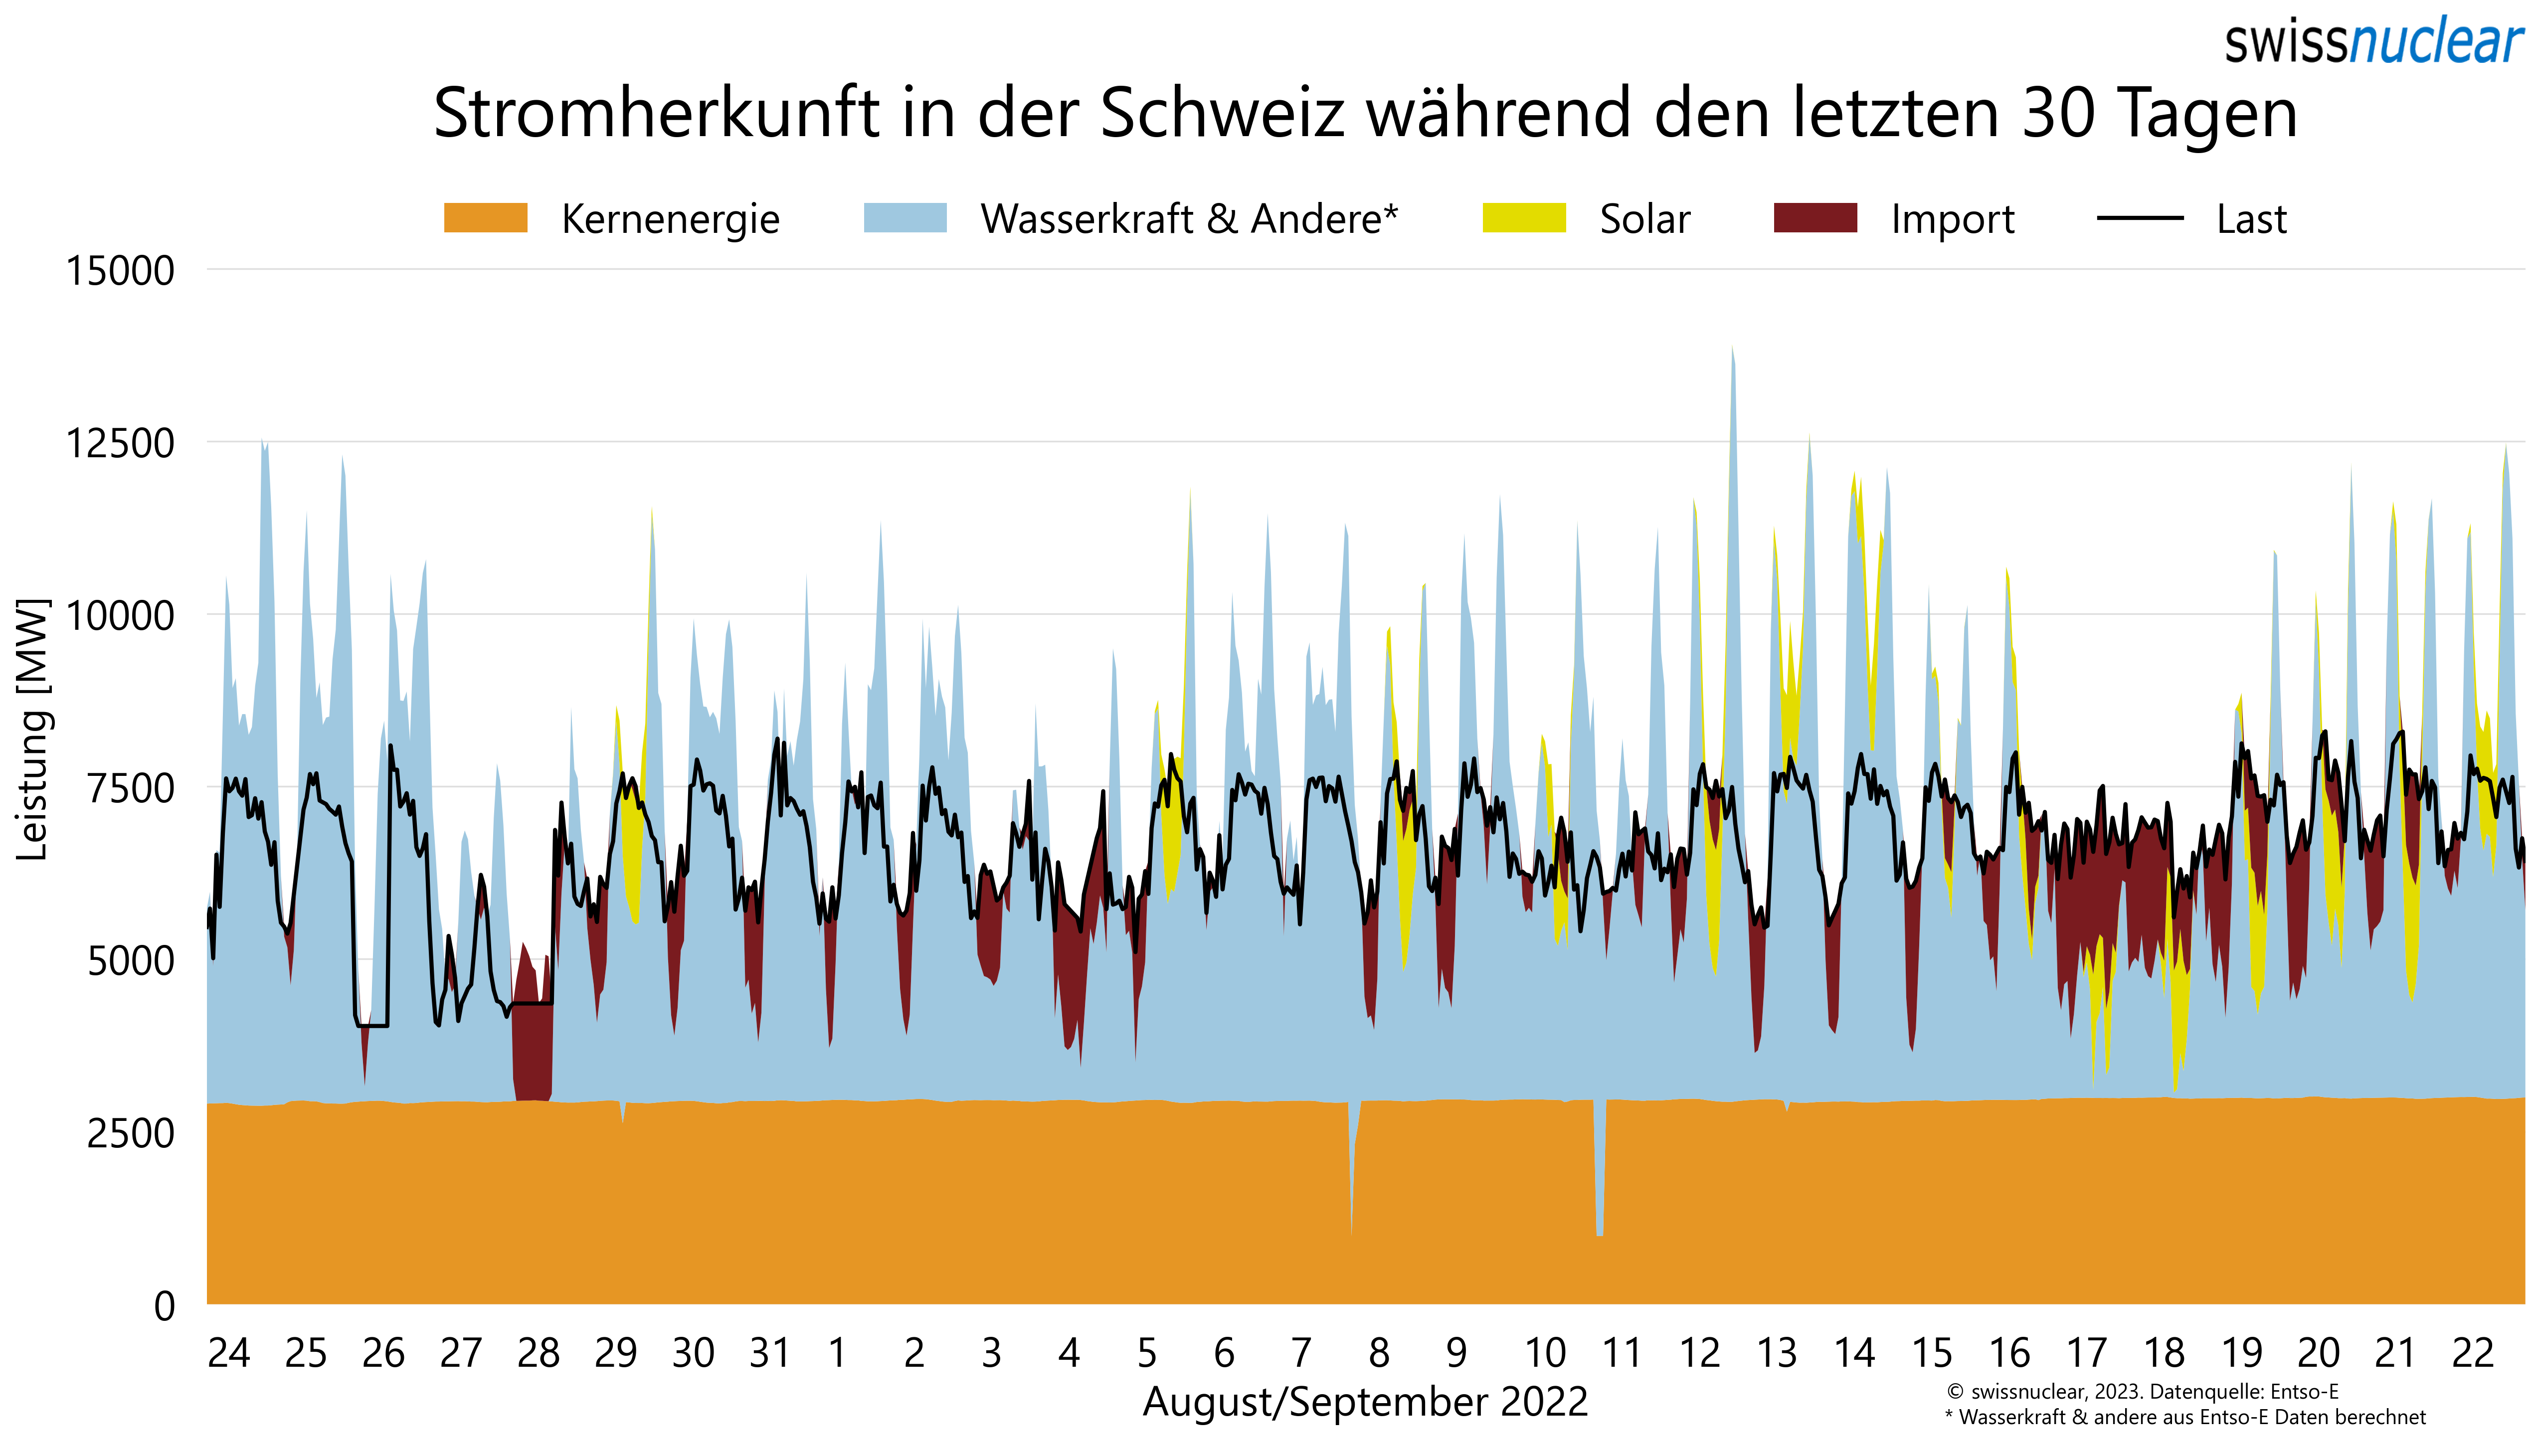 swissnuclear
Stromherkunft in der Schweiz während den letzten 30 Tagen
Kernenergie Wasserkraft & Andere* Solar Import Last
15000
12500
10000
7500
5000
2500
0
Leistung [MW]
24 25 26 27 28 29 30 31 1 2 3 4 5 6 7 8 9 10 11 12 13 14 15 16 17 18 19 20 21 22
August/September 2022
© swissnuclear, 2023. Datenquelle: Entso-E
* Wasserkraft & andere aus Entso-E Daten berechnet